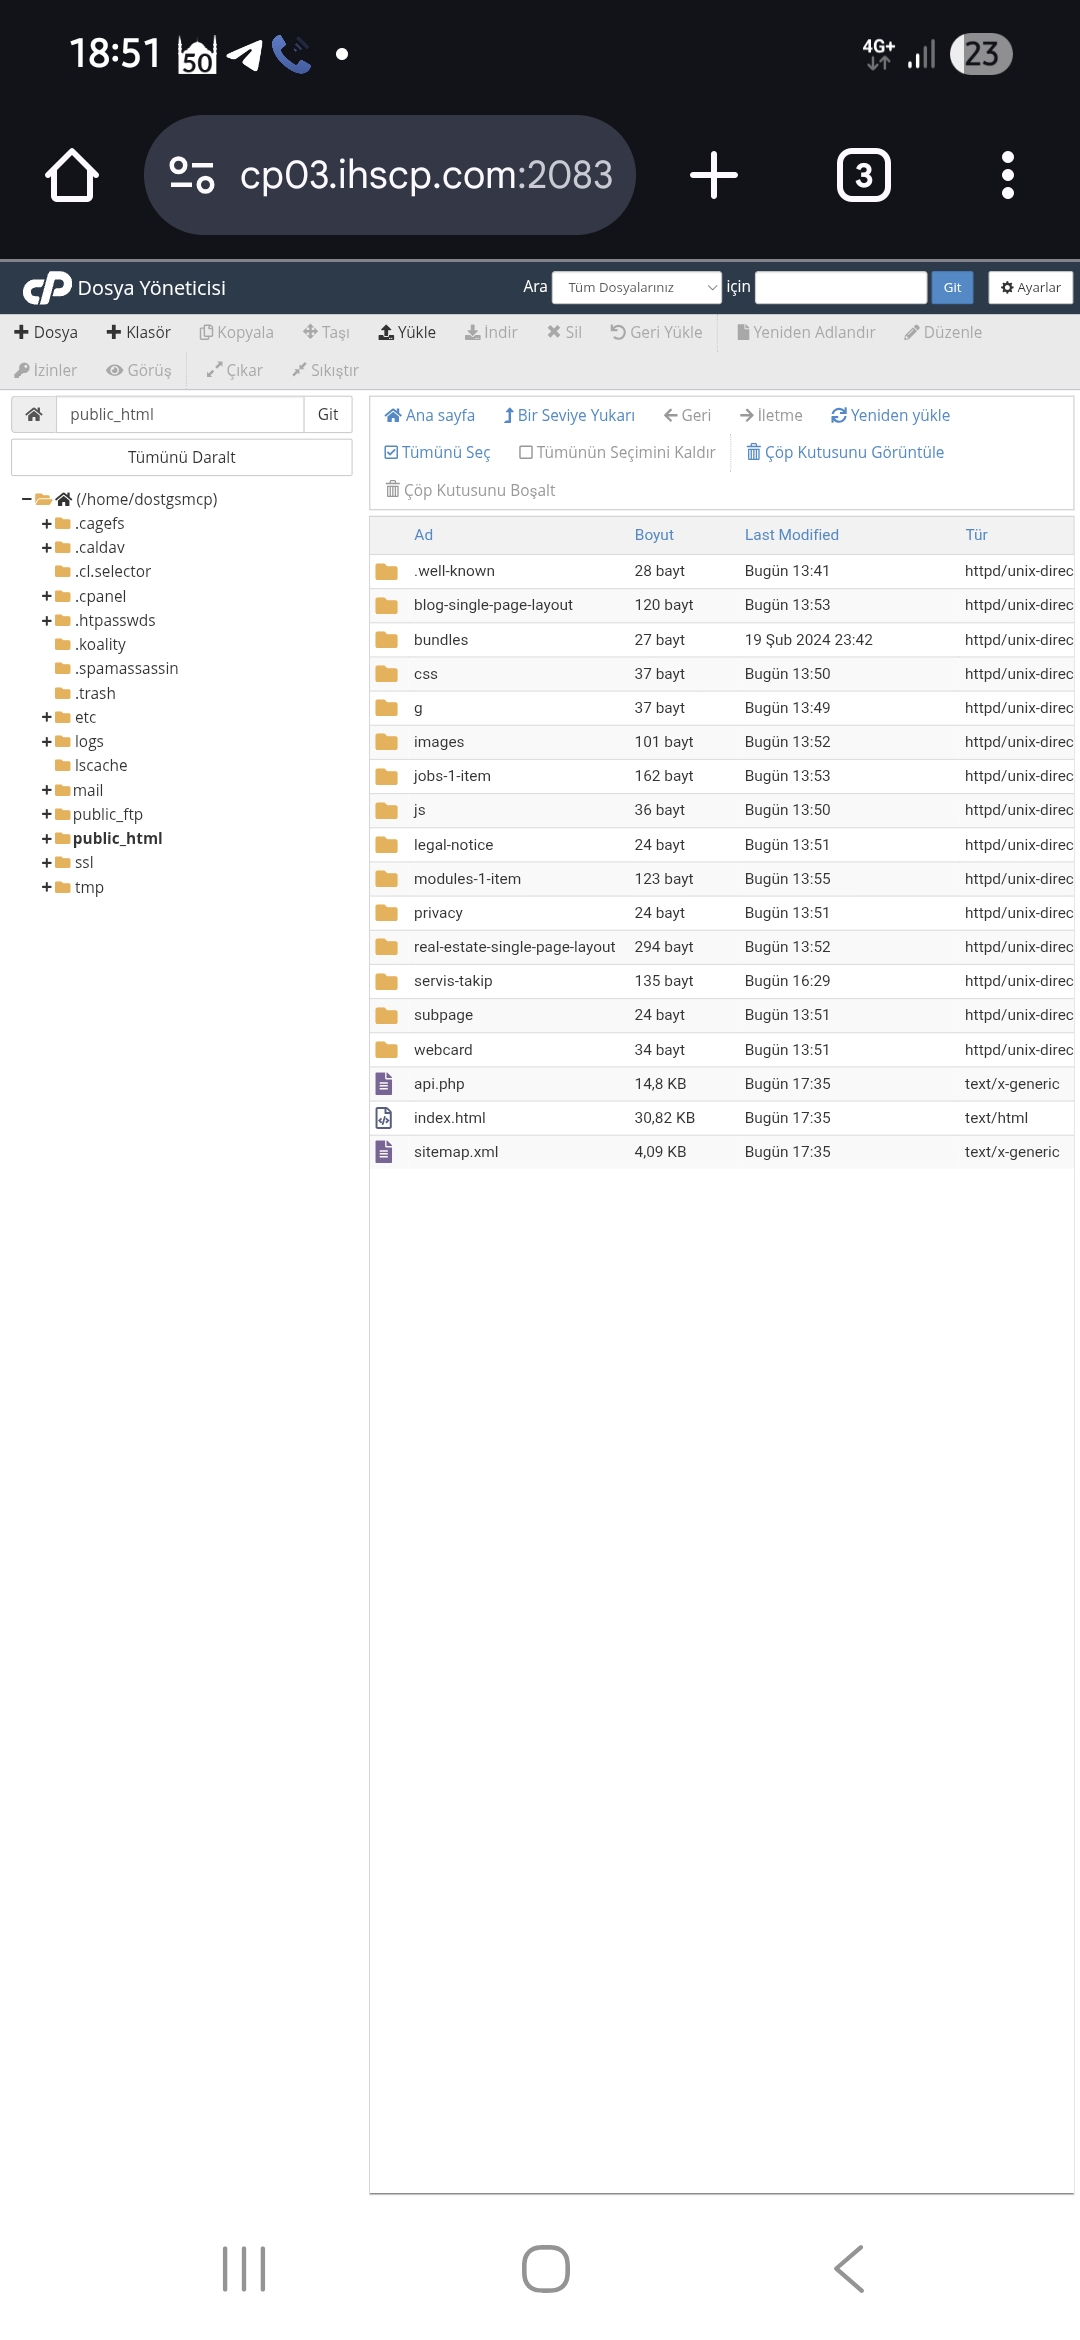 18:51 50 4G+ 23
cp03.ihscp.com:2083 3
cP Dosya Yöneticisi Ara Tüm Dosyalarınız için Git Ayarlar
Dosya Klasör Kopyala Taşı Yükle İndir Sil Geri Yükle Yeniden Adlandır Düzenle
İzinler Görüş Çıkar Sıkıştır
public_html Git
Tümünü Daralt
(/home/dostgsmcp)
.cagefs
.caldav
.cl.selector
.cpanel
.htpasswds
.koality
.spamassassin
.trash
etc
logs
lscache
mail
public_ftp
public_html
ssl
tmp
Ana sayfa Bir Seviye Yukarı Geri İletme Yeniden yükle
Tümünü Seç Tümünün Seçimini Kaldır Çöp Kutusunu Görüntüle
Çöp Kutusunu Boşalt
Ad Boyut Last Modified Tür
.well-known 28 bayt Bugün 13:41 httpd/unix-direc
blog-single-page-layout 120 bayt Bugün 13:53 httpd/unix-direc
bundles 27 bayt 19 Şub 2024 23:42 httpd/unix-direc
css 37 bayt Bugün 13:50 httpd/unix-direc
g 37 bayt Bugün 13:49 httpd/unix-direc
images 101 bayt Bugün 13:52 httpd/unix-direc
jobs-1-item 162 bayt Bugün 13:53 httpd/unix-direc
js 36 bayt Bugün 13:50 httpd/unix-direc
legal-notice 24 bayt Bugün 13:51 httpd/unix-direc
modules-1-item 123 bayt Bugün 13:55 httpd/unix-direc
privacy 24 bayt Bugün 13:51 httpd/unix-direc
real-estate-single-page-layout 294 bayt Bugün 13:52 httpd/unix-direc
servis-takip 135 bayt Bugün 16:29 httpd/unix-direc
subpage 24 bayt Bugün 13:51 httpd/unix-direc
webcard 34 bayt Bugün 13:51 httpd/unix-direc
api.php 14,8 KB Bugün 17:35 text/x-generic
index.html 30,82 KB Bugün 17:35 text/html
sitemap.xml 4,09 KB Bugün 17:35 text/x-generic